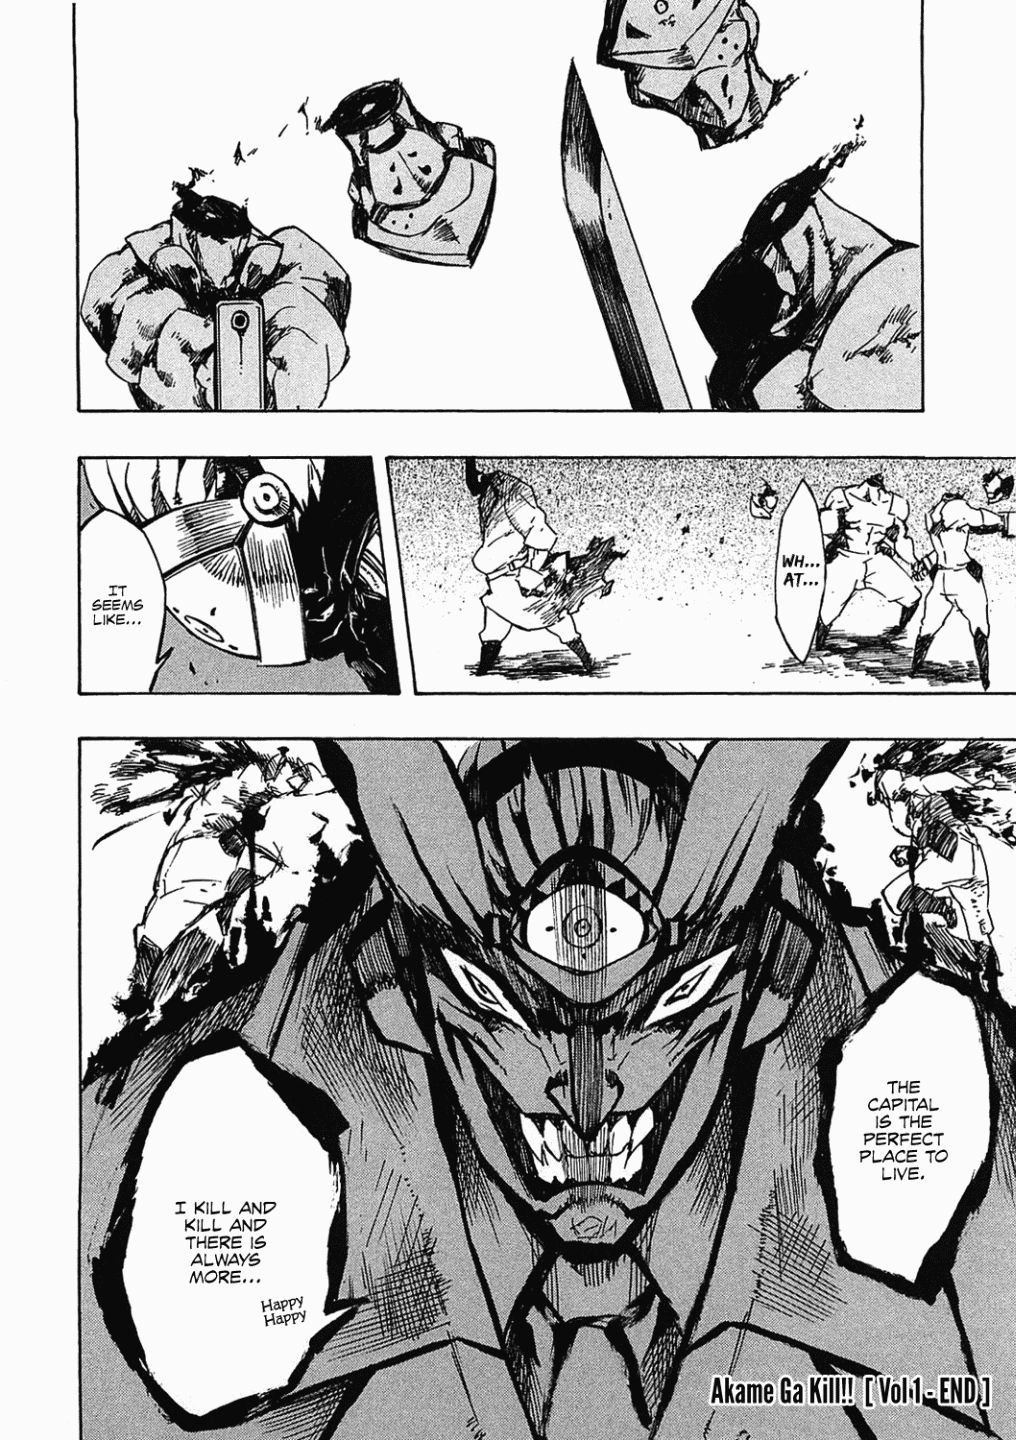 WH...
AT...
IT
SEEMS
LIKE...
THE
CAPITAL
IS THE
PERFECT
PLACE TO
LIVE.
I KILL AND
KILL AND
THERE IS
ALWAYS
MORE...
Happy
Happy
Akame Ga Kill!! [ Vol 1 - END ]